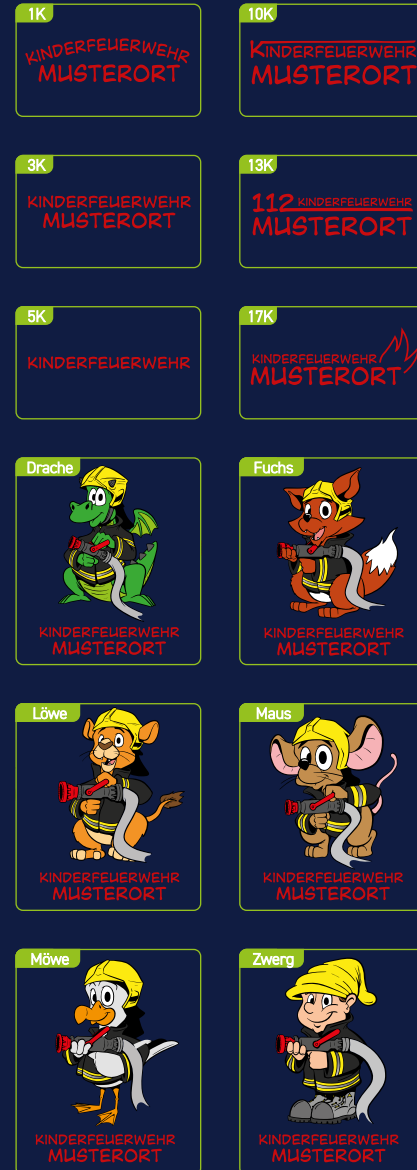 1K
KINDERFEUERWEHR
MUSTERORT
10K
KINDERFEUERWEHR
MUSTERORT
3K
KINDERFEUERWEHR
MUSTERORT
13K
112 KINDERFEUERWEHR
MUSTERORT
5K
KINDERFEUERWEHR
17K
KINDERFEUERWEHR
MUSTERORT
Drache
KINDERFEUERWEHR
MUSTERORT
Fuchs
KINDERFEUERWEHR
MUSTERORT
Löwe
KINDERFEUERWEHR
MUSTERORT
Maus
KINDERFEUERWEHR
MUSTERORT
Möwe
KINDERFEUERWEHR
MUSTERORT
Zwerg
KINDERFEUERWEHR
MUSTERORT